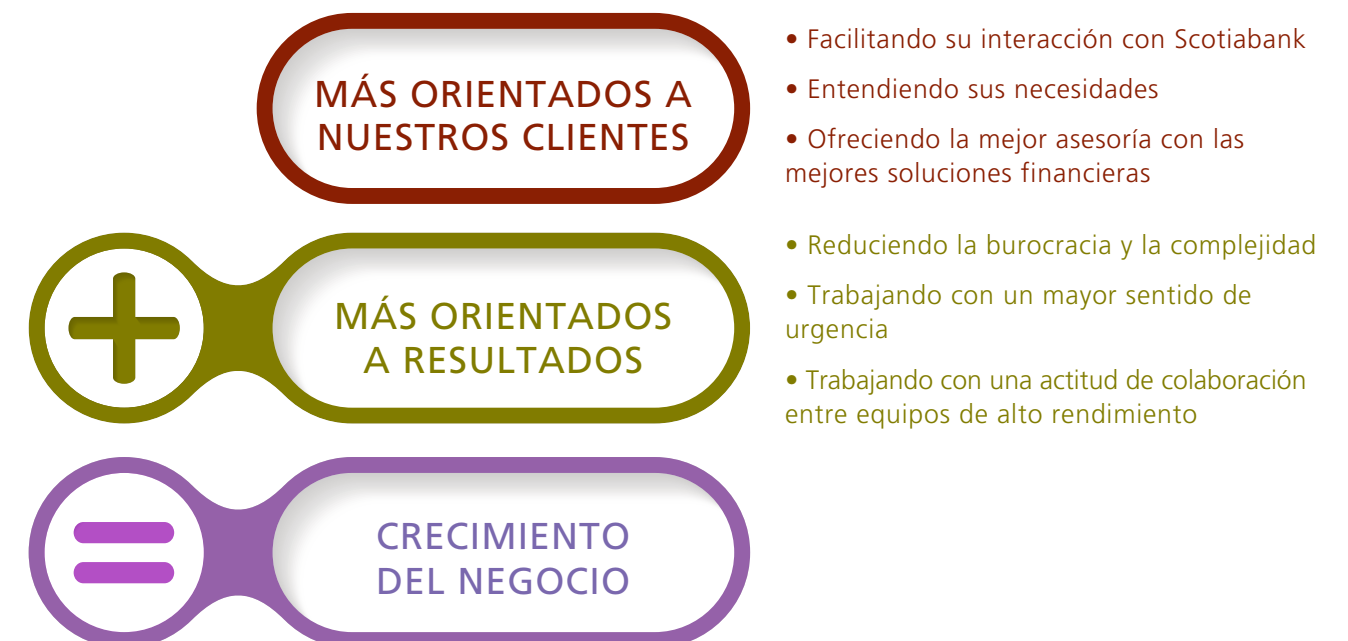 MÁS ORIENTADOS A
NUESTROS CLIENTES
• Facilitando su interacción con Scotiabank
• Entendiendo sus necesidades
• Ofreciendo la mejor asesoría con las
mejores soluciones financieras
+
MÁS ORIENTADOS
A RESULTADOS
• Reduciendo la burocracia y la complejidad
• Trabajando con un mayor sentido de
urgencia
• Trabajando con una actitud de colaboración
entre equipos de alto rendimiento
=
CRECIMIENTO
DEL NEGOCIO